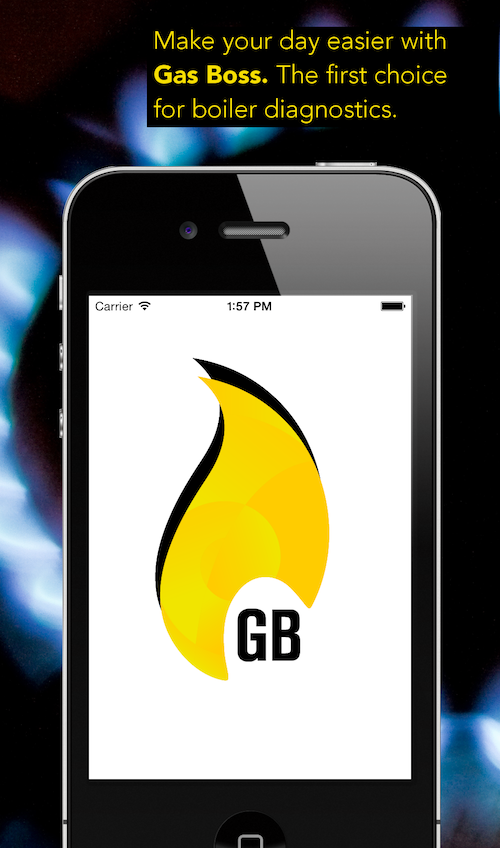 Make your day easier with
Gas Boss. The first choice
for boiler diagnostics.
Carrier 1:57 PM
GB